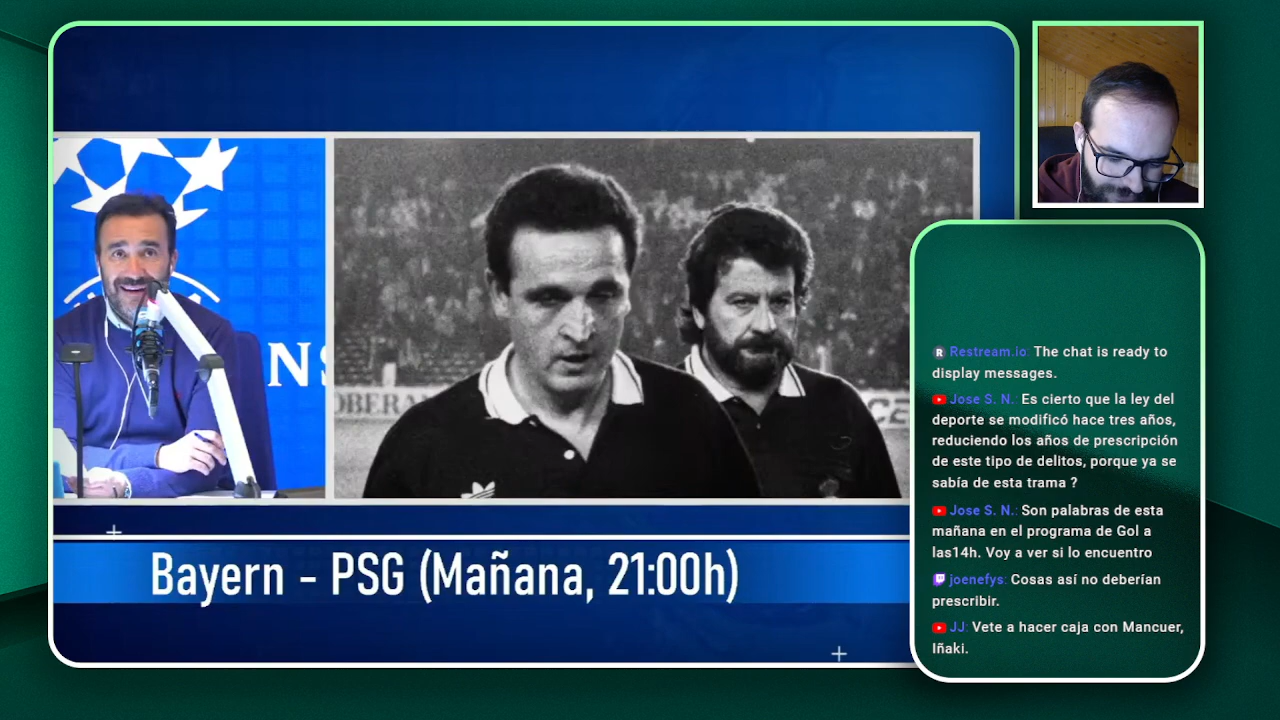 NS
OBERA
CE
Bayern - PSG (Mañana, 21:00h)
Restream.io: The chat is ready to
display messages.
Jose S. N.: Es cierto que la ley del
deporte se modificó hace tres años,
reduciendo los años de prescripción
de este tipo de delitos, porque ya se
sabía de esta trama ?
Jose S. N.: Son palabras de esta
mañana en el programa de Gol a
las14h. Voy a ver si lo encuentro
joenefys: Cosas así no deberían
prescribir.
JJ: Vete a hacer caja con Mancuer,
Iñaki.